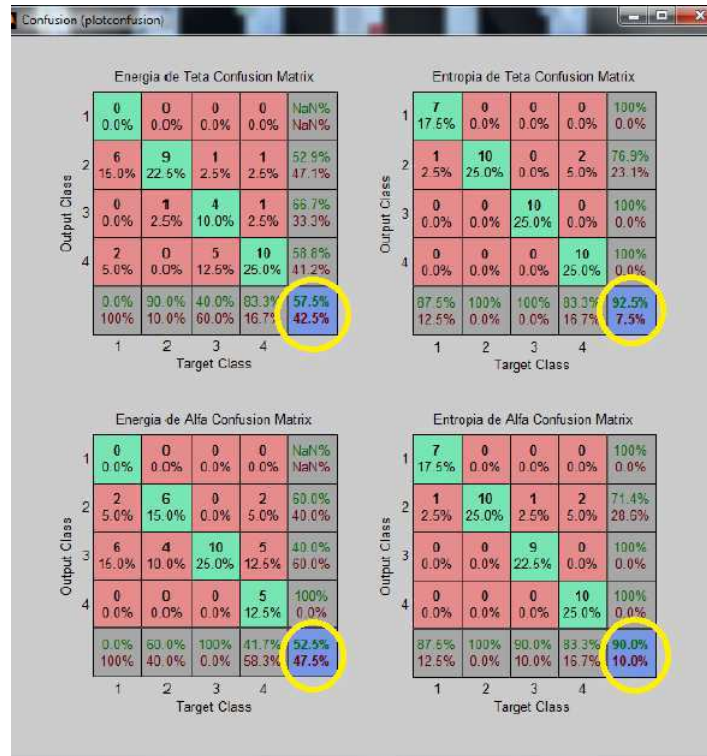 Confusion (plotconfusion)
Energia de Teta Confusion Matrix
Output Class
1
0 0 0 0 NaN%
0.0% 0.0% 0.0% 0.0% NaN%
2
6 9 1 1 52.9%
15.0% 22.5% 2.5% 2.5% 47.1%
3
0 1 4 1 66.7%
0.0% 2.5% 10.0% 2.5% 33.3%
4
2 0 5 10 58.8%
5.0% 0.0% 12.5% 25.0% 41.2%
0.0% 90.0% 40.0% 83.3% 57.5%
100% 10.0% 60.0% 16.7% 42.5%
1 2 3 4
Target Class
Entropia de Teta Confusion Matrix
Output Class
1
7 0 0 0 100%
17.5% 0.0% 0.0% 0.0% 0.0%
2
1 10 0 2 76.9%
2.5% 25.0% 0.0% 5.0% 23.1%
3
0 0 10 0 100%
0.0% 0.0% 25.0% 0.0% 0.0%
4
0 0 0 10 100%
0.0% 0.0% 0.0% 25.0% 0.0%
87.5% 100% 100% 83.3% 92.5%
12.5% 0.0% 0.0% 16.7% 7.5%
1 2 3 4
Target Class
Energia de Alfa Confusion Matrix
Output Class
1
0 0 0 0 NaN%
0.0% 0.0% 0.0% 0.0% NaN%
2
2 6 0 2 60.0%
5.0% 15.0% 0.0% 5.0% 40.0%
3
6 4 10 5 40.0%
15.0% 10.0% 25.0% 12.5% 60.0%
4
0 0 0 5 100%
0.0% 0.0% 0.0% 12.5% 0.0%
0.0% 60.0% 100% 41.7% 52.5%
100% 40.0% 0.0% 58.3% 47.5%
1 2 3 4
Target Class
Entropia de Alfa Confusion Matrix
Output Class
1
7 0 0 0 100%
17.5% 0.0% 0.0% 0.0% 0.0%
2
1 10 1 2 71.4%
2.5% 25.0% 2.5% 5.0% 28.6%
3
0 0 9 0 100%
0.0% 0.0% 22.5% 0.0% 0.0%
4
0 0 0 10 100%
0.0% 0.0% 0.0% 25.0% 0.0%
87.5% 100% 90.0% 83.3% 90.0%
12.5% 0.0% 10.0% 16.7% 10.0%
1 2 3 4
Target Class